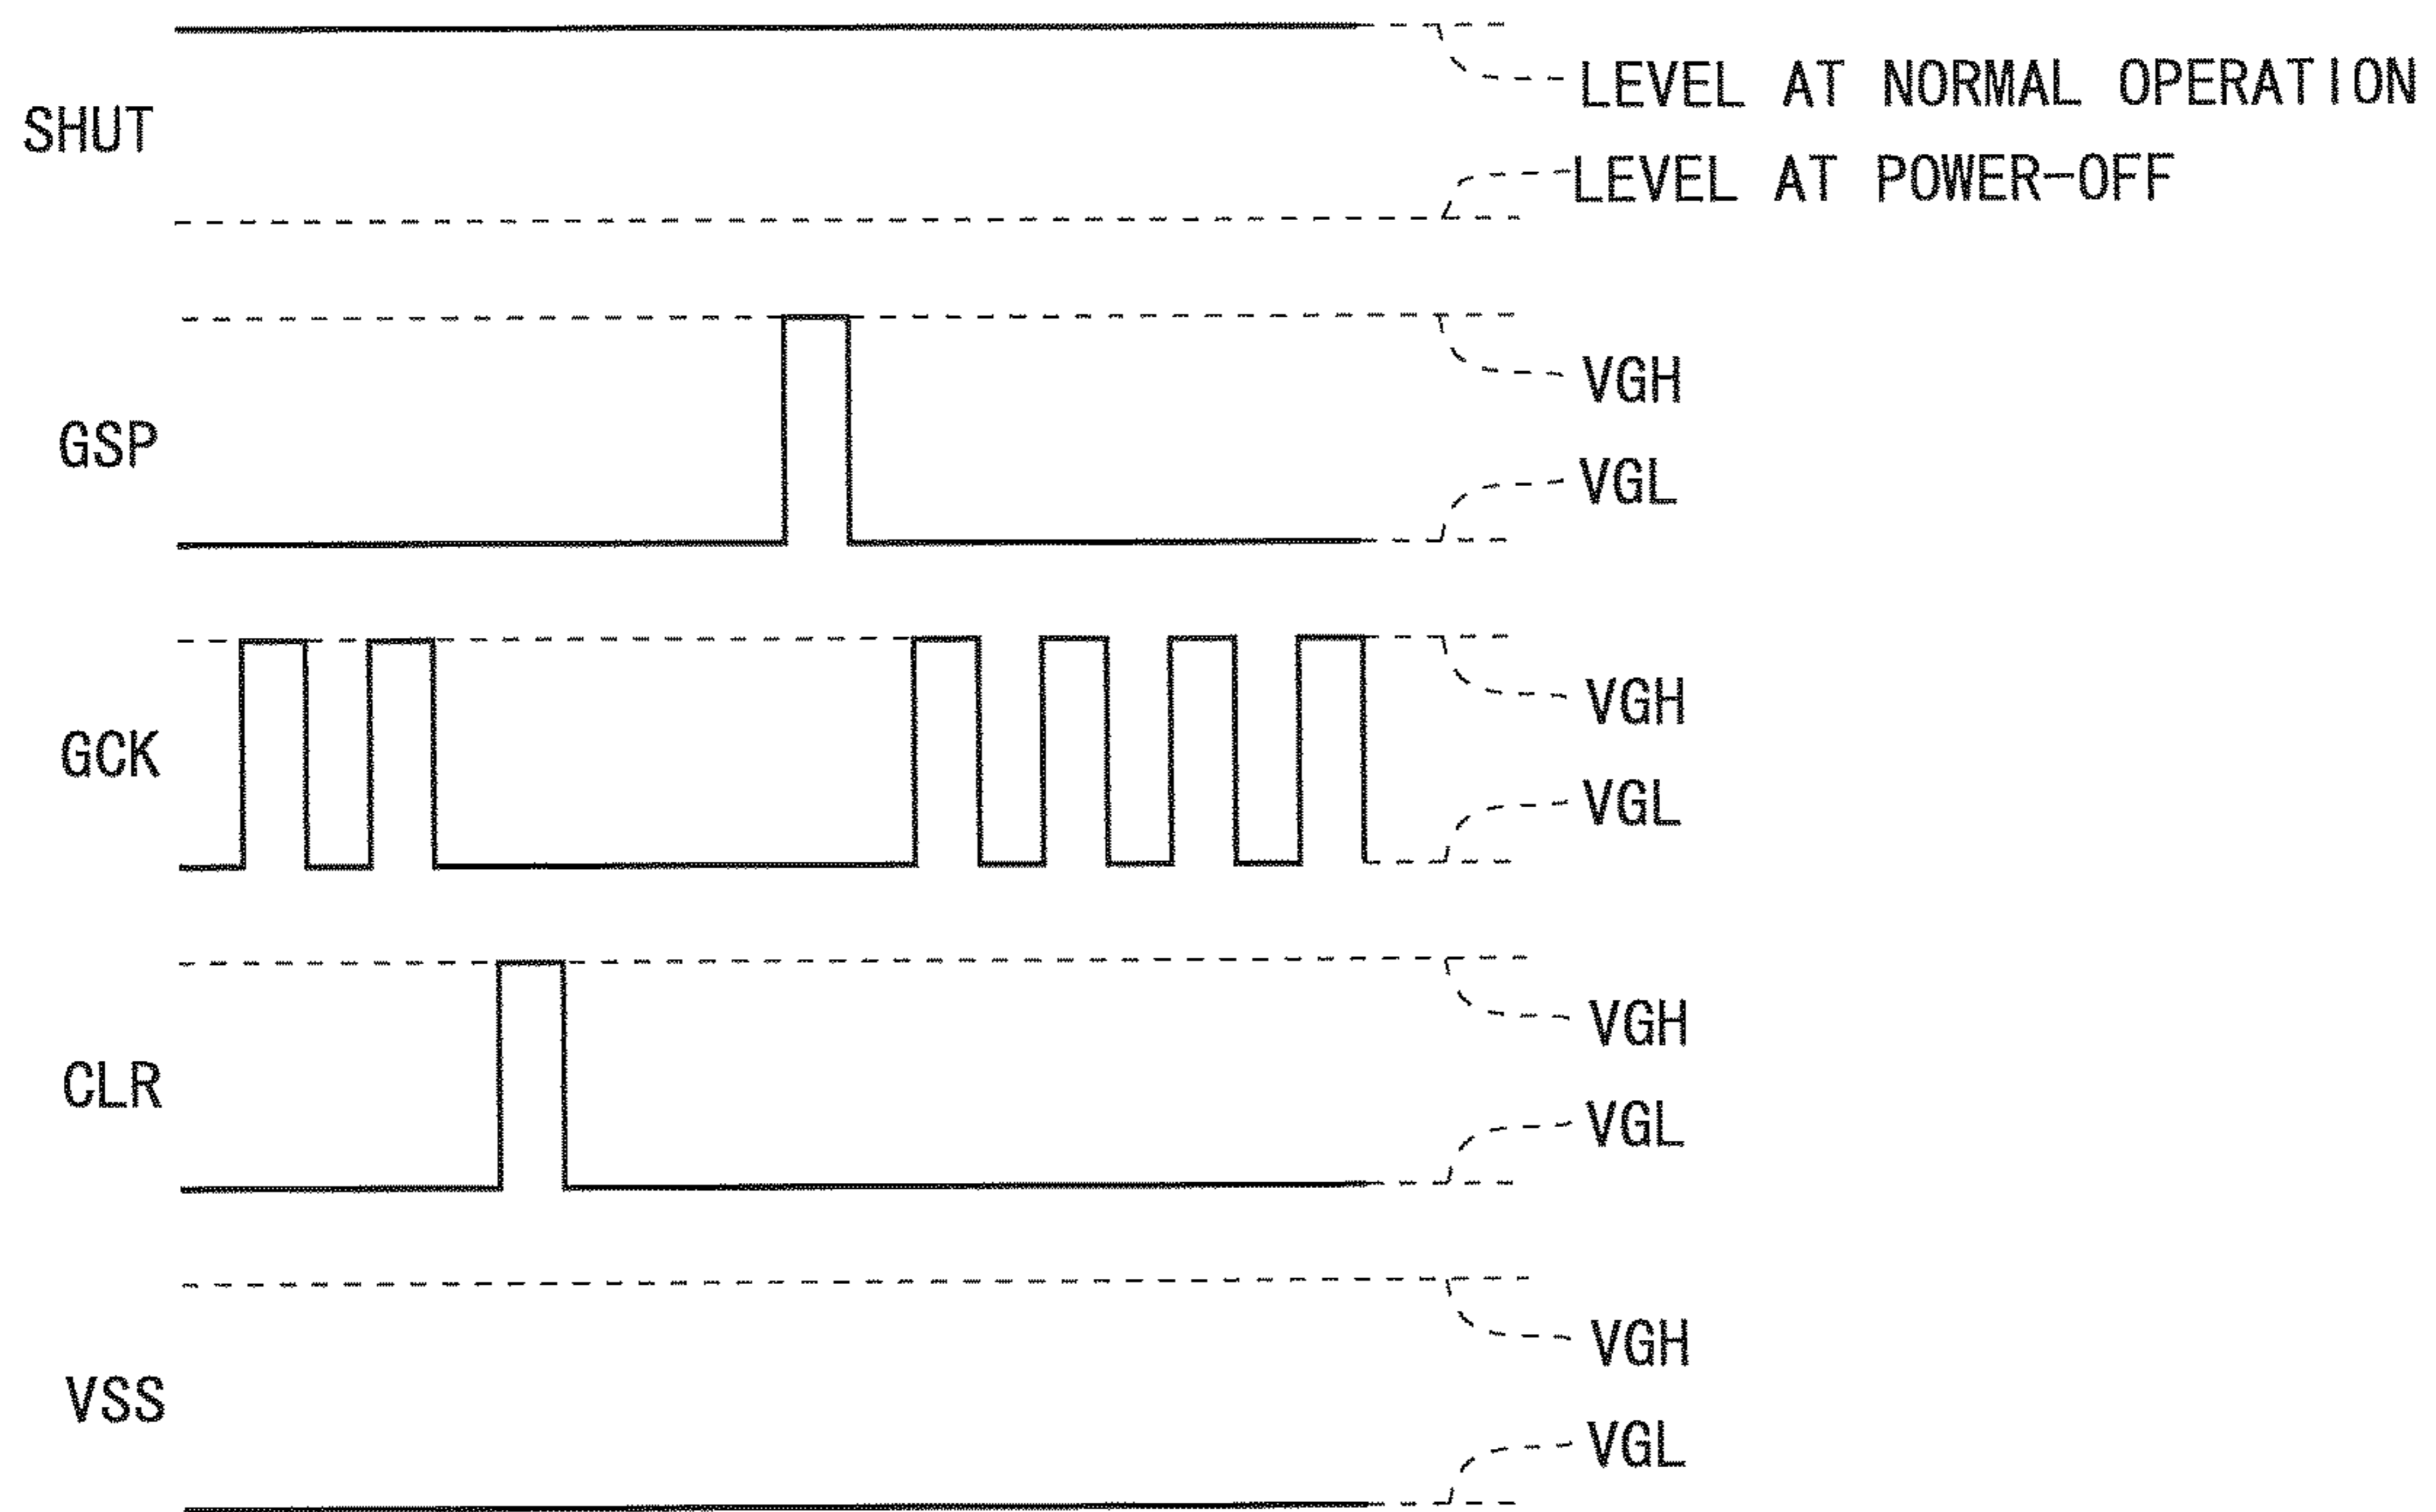 SHUT
LEVEL AT NORMAL OPERATION
LEVEL AT POWER-OFF
GSP
VGH
VGL
GCK
VGH
VGL
CLR
VGH
VGL
VSS
VGH
VGL